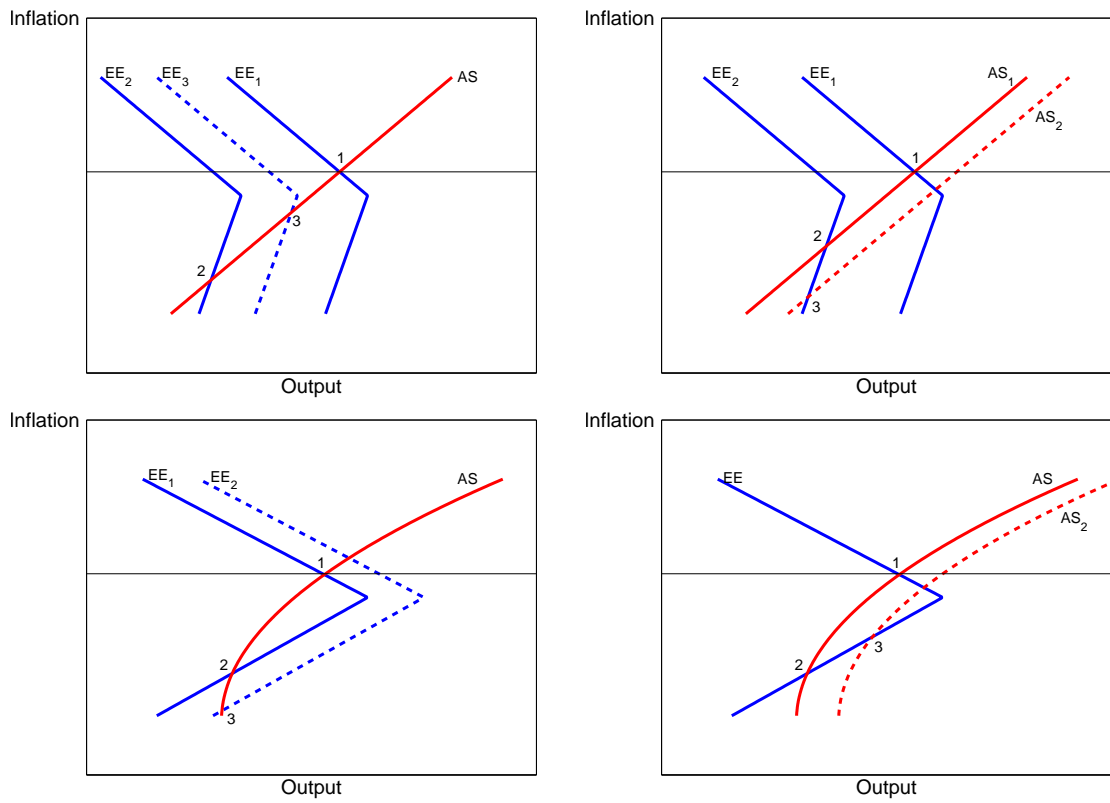 Inflation
EE₂
EE₃
EE₁
AS
1
3
2
Output
Inflation
EE₂
EE₁
AS₁
AS₂
1
2
3
Output
Inflation
EE₁
EE₂
AS
1
2
3
Output
Inflation
EE
AS
AS₂
1
3
2
Output